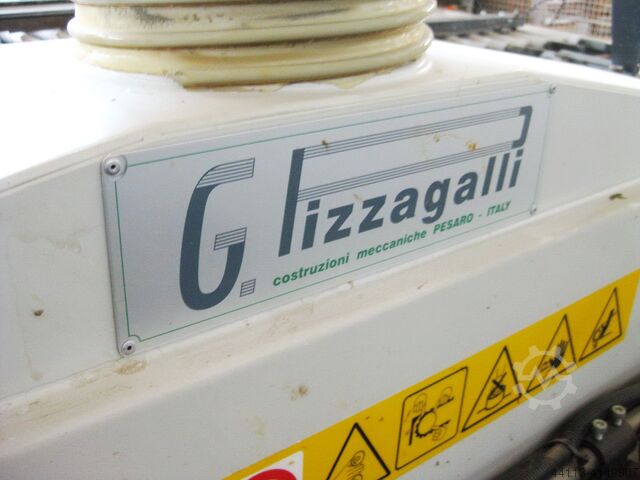 G. Pizzagalli
costruzioni meccaniche PESARO - ITALY